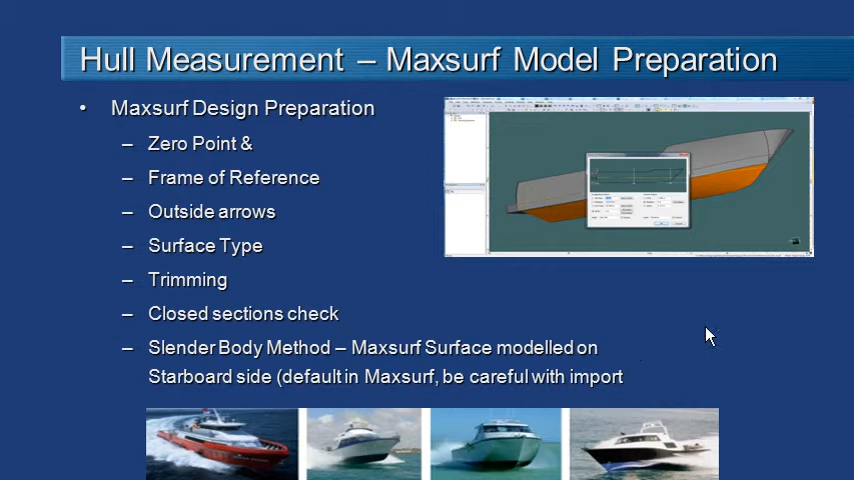 Hull Measurement – Maxsurf Model Preparation
• Maxsurf Design Preparation
– Zero Point &
– Frame of Reference
– Outside arrows
– Surface Type
– Trimming
– Closed sections check
– Slender Body Method – Maxsurf Surface modelled on
Starboard side (default in Maxsurf, be careful with import